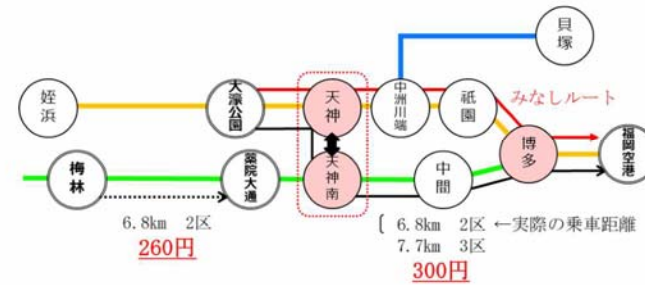 貝塚
姪浜
大濠公園
天神
中洲川端
祇園
みなしルート
博多
福岡空港
梅林
薬院大通
天神南
中間
6.8km 2区
260円
6.8km 2区 ←実際の乗車距離
7.7km 3区
300円